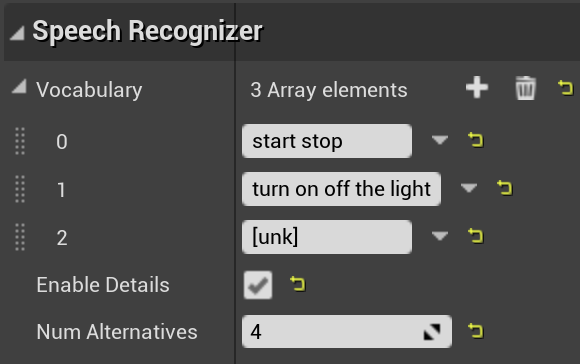 Speech Recognizer
Vocabulary 3 Array elements
0 start stop
1 turn on off the light
2 [unk]
Enable Details
Num Alternatives 4